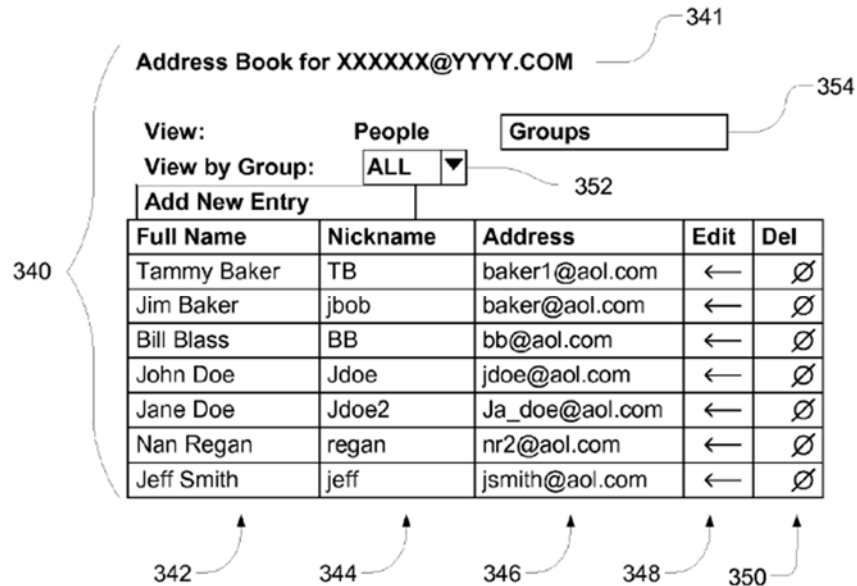 341
Address Book for XXXXXX@YYYY.COM
354
View: People Groups
View by Group: ALL
352
Add New Entry
Full Name Nickname Address Edit Del
340
Tammy Baker TB baker1@aol.com
Jim Baker jbob baker@aol.com
Bill Blass BB bb@aol.com
John Doe Jdoe jdoe@aol.com
Jane Doe Jdoe2 Ja_doe@aol.com
Nan Regan regan nr2@aol.com
Jeff Smith jeff jsmith@aol.com
342 344 346 348 350